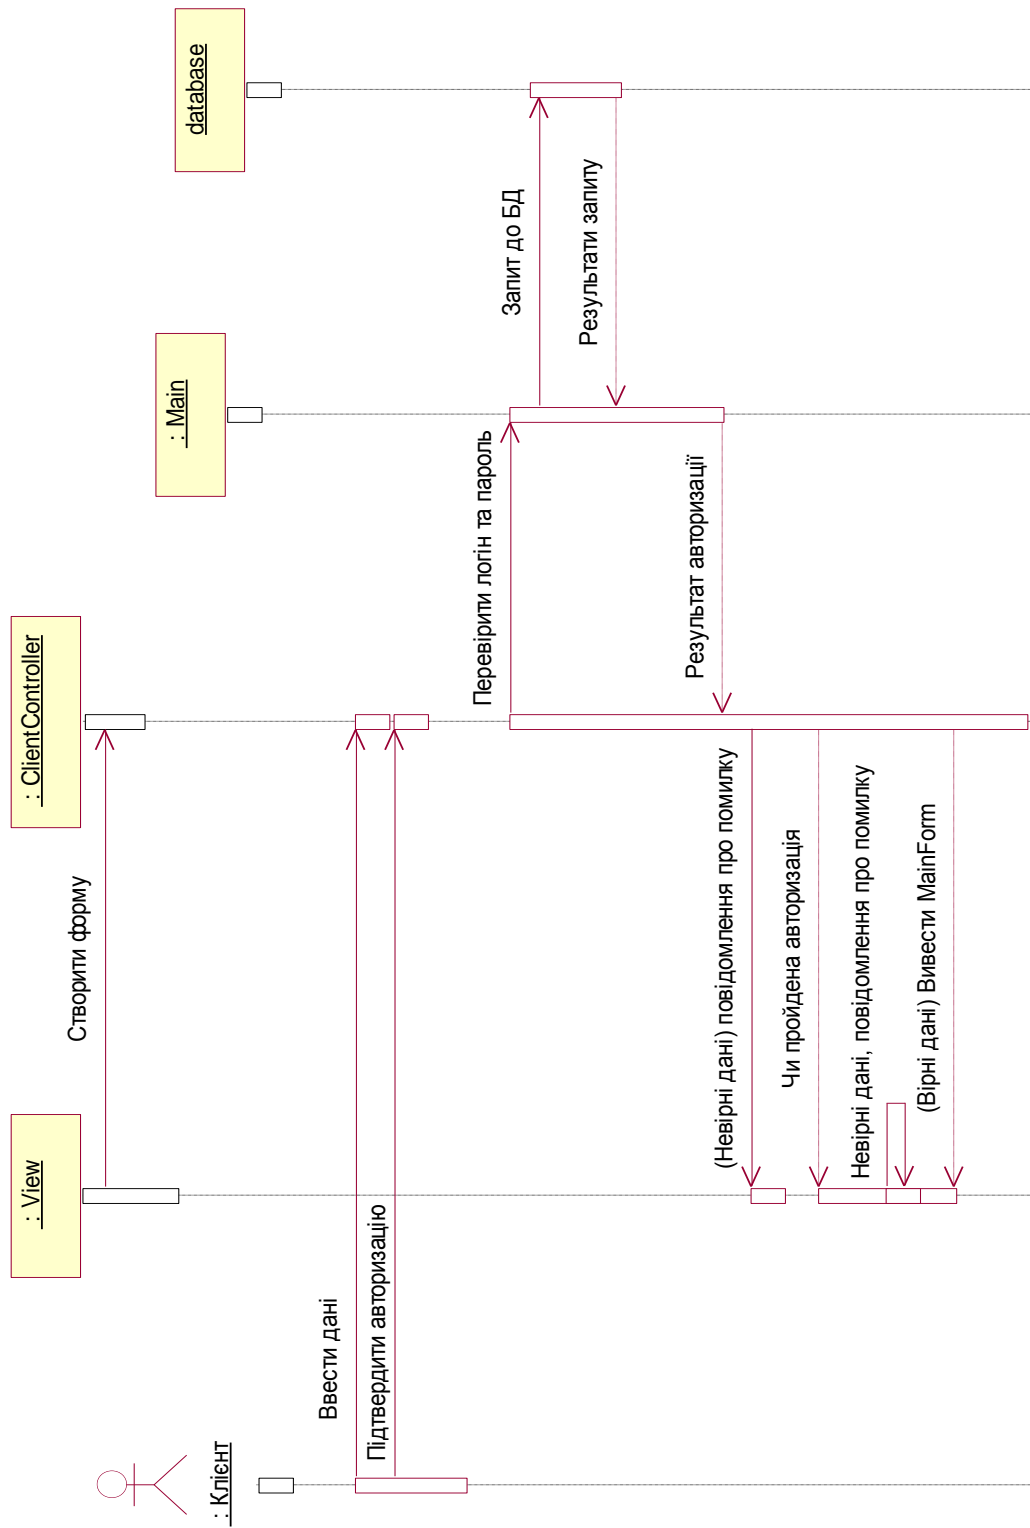 : Клієнт
: View
: ClientController
: Main
database
Створити форму
Ввести дані
Підтвердити авторизацію
Перевірити логін та пароль
Запит до БД
Результати запиту
Результат авторизації
(Невірні дані) повідомлення про помилку
Чи пройдена авторизація
Невірні дані, повідомлення про помилку
(Вірні дані) Вивести MainForm